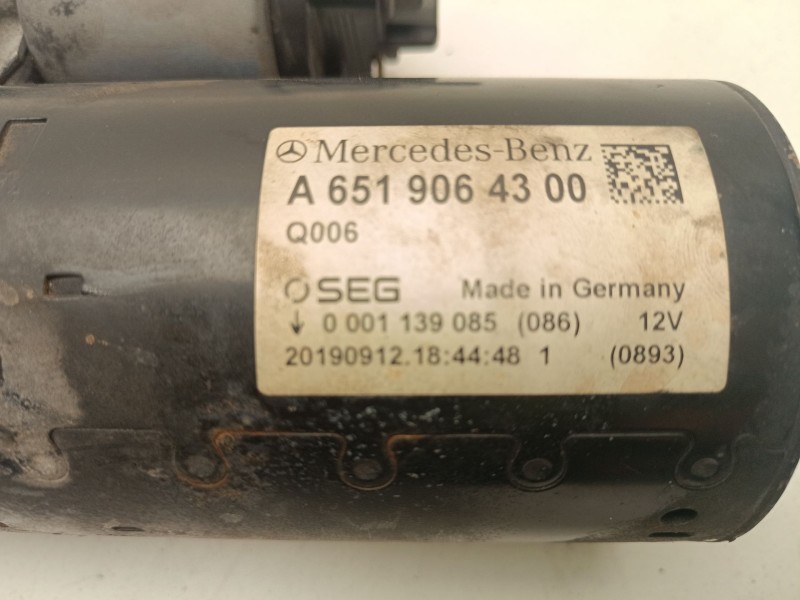 Mercedes-Benz
A 651 906 43 00
Q006
SEG Made in Germany
↓ 0 001 139 085 (086) 12V
20190912.18:44:48 1 (0893)